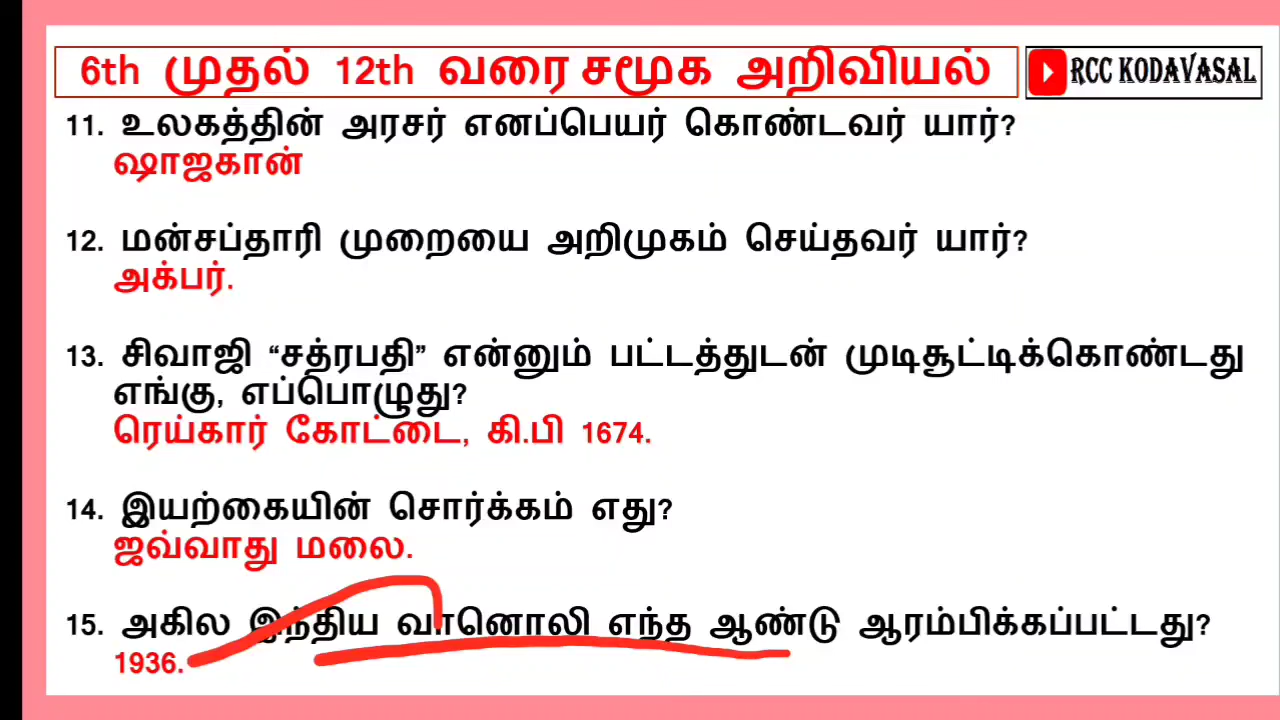 6th முதல் 12th வரை சமூக அறிவியல்
RCC KODAVASAL
11. உலகத்தின் அரசர் எனப்பெயர் கொண்டவர் யார்?
ஷாஜகான்
12. மன்சப்தாரி முறையை அறிமுகம் செய்தவர் யார்?
அக்பர்.
13. சிவாஜி “சத்ரபதி” என்னும் பட்டத்துடன் முடிசூட்டிக்கொண்டது
எங்கு, எப்பொழுது?
ரெய்கார் கோட்டை, கி.பி 1674.
14. இயற்கையின் சொர்க்கம் எது?
ஜவ்வாது மலை.
15. அகில இந்திய வானொலி எந்த ஆண்டு ஆரம்பிக்கப்பட்டது?
1936.